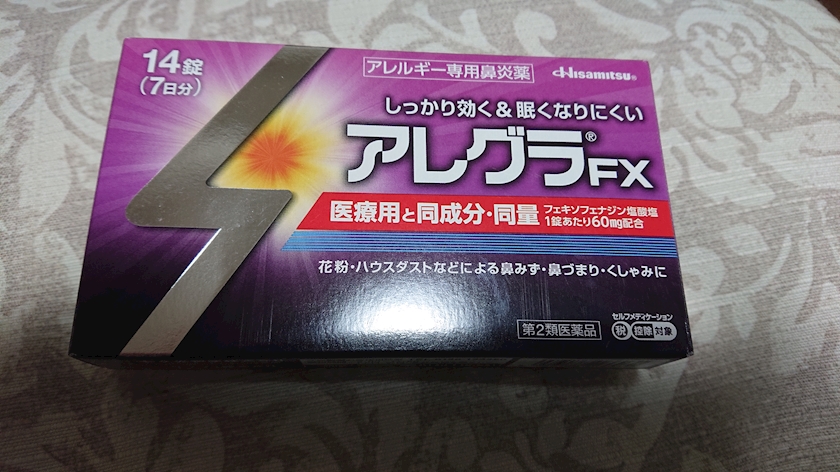 14錠
(7日分)
アレルギー専用鼻炎薬
Hisamitsu®
しっかり効く&眠くなりにくい
アレグラ®FX
医療用と同成分・同量
フェキソフェナジン塩酸塩
1錠あたり60mg配合
花粉・ハウスダストなどによる鼻みず・鼻づまり・くしゃみに
第2類医薬品
セルフメディケーション
税 控除 対象